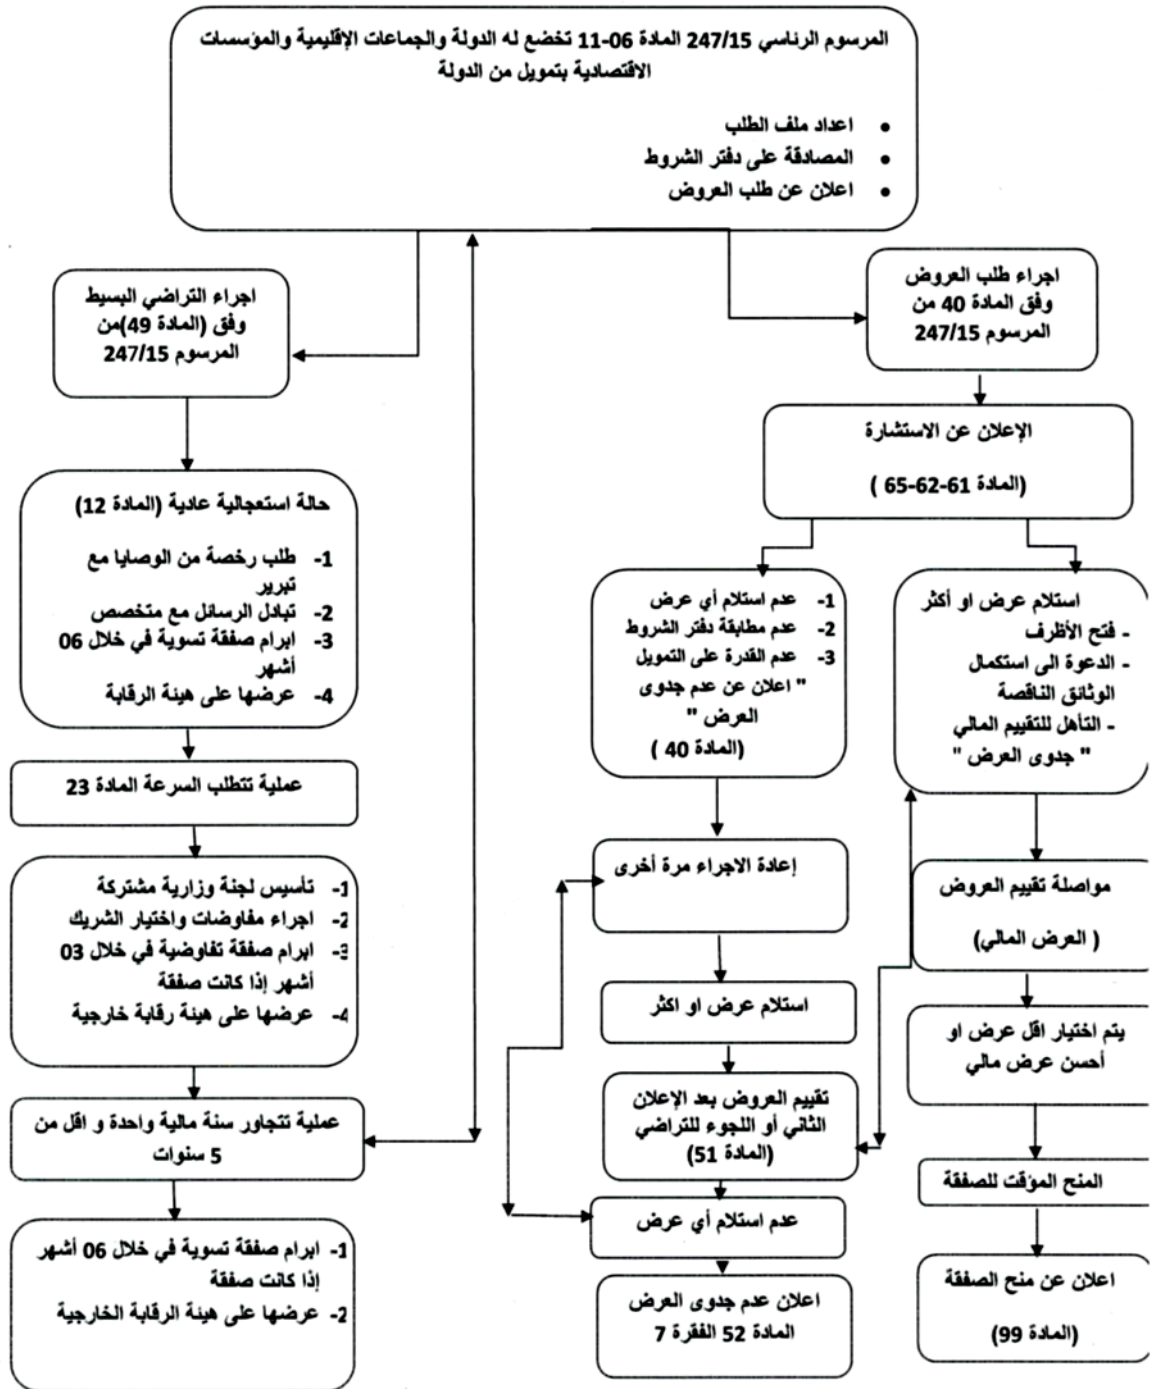 المرسوم الرئاسي 247/15 المادة 06-11 تخضع له الدولة والجماعات الإقليمية والمؤسسات
الاقتصادية بتمويل من الدولة
• اعداد ملف الطلب
• المصادقة على دفتر الشروط
• اعلان عن طلب العروض
اجراء طلب العروض
وفق المادة 40 من
المرسوم 247/15
الإعلان عن الاستشارة
(المادة 61-62-65 )
استلام عرض او أكثر
- فتح الأظرف
- الدعوة الى استكمال
الوثائق الناقصة
- التأهل للتقييم المالي
" جدوى العرض "
مواصلة تقييم العروض
( العرض المالي)
يتم اختيار اقل عرض او
أحسن عرض مالي
المنح المؤقت للصفقة
اعلان عن منح الصفقة
(المادة 99)
1- عدم استلام أي عرض
2- عدم مطابقة دفتر الشروط
3- عدم القدرة على التمويل
" اعلان عن عدم جدوى
العرض "
(المادة 40 )
إعادة الاجراء مرة أخرى
استلام عرض او اكثر
تقييم العروض بعد الإعلان
الثاني أو اللجوء للتراضي
(المادة 51)
عدم استلام أي عرض
اعلان عدم جدوى العرض
المادة 52 الفقرة 7
اجراء التراضي البسيط
وفق (المادة 49)من
المرسوم 247/15
حالة استعجالية عادية (المادة 12)
1- طلب رخصة من الوصايا مع
تبرير
2- تبادل الرسائل مع متخصص
3- ابرام صفقة تسوية في خلال 06
أشهر
4- عرضها على هيئة الرقابة
عملية تتطلب السرعة المادة 23
1- تأسيس لجنة وزارية مشتركة
2- اجراء مفاوضات واختيار الشريك
3- ابرام صفقة تفاوضية في خلال 03
أشهر إذا كانت صفقة
4- عرضها على هيئة رقابة خارجية
عملية تتجاور سنة مالية واحدة و اقل من
5 سنوات
1- ابرام صفقة تسوية في خلال 06 أشهر
إذا كانت صفقة
2- عرضها على هيئة الرقابة الخارجية